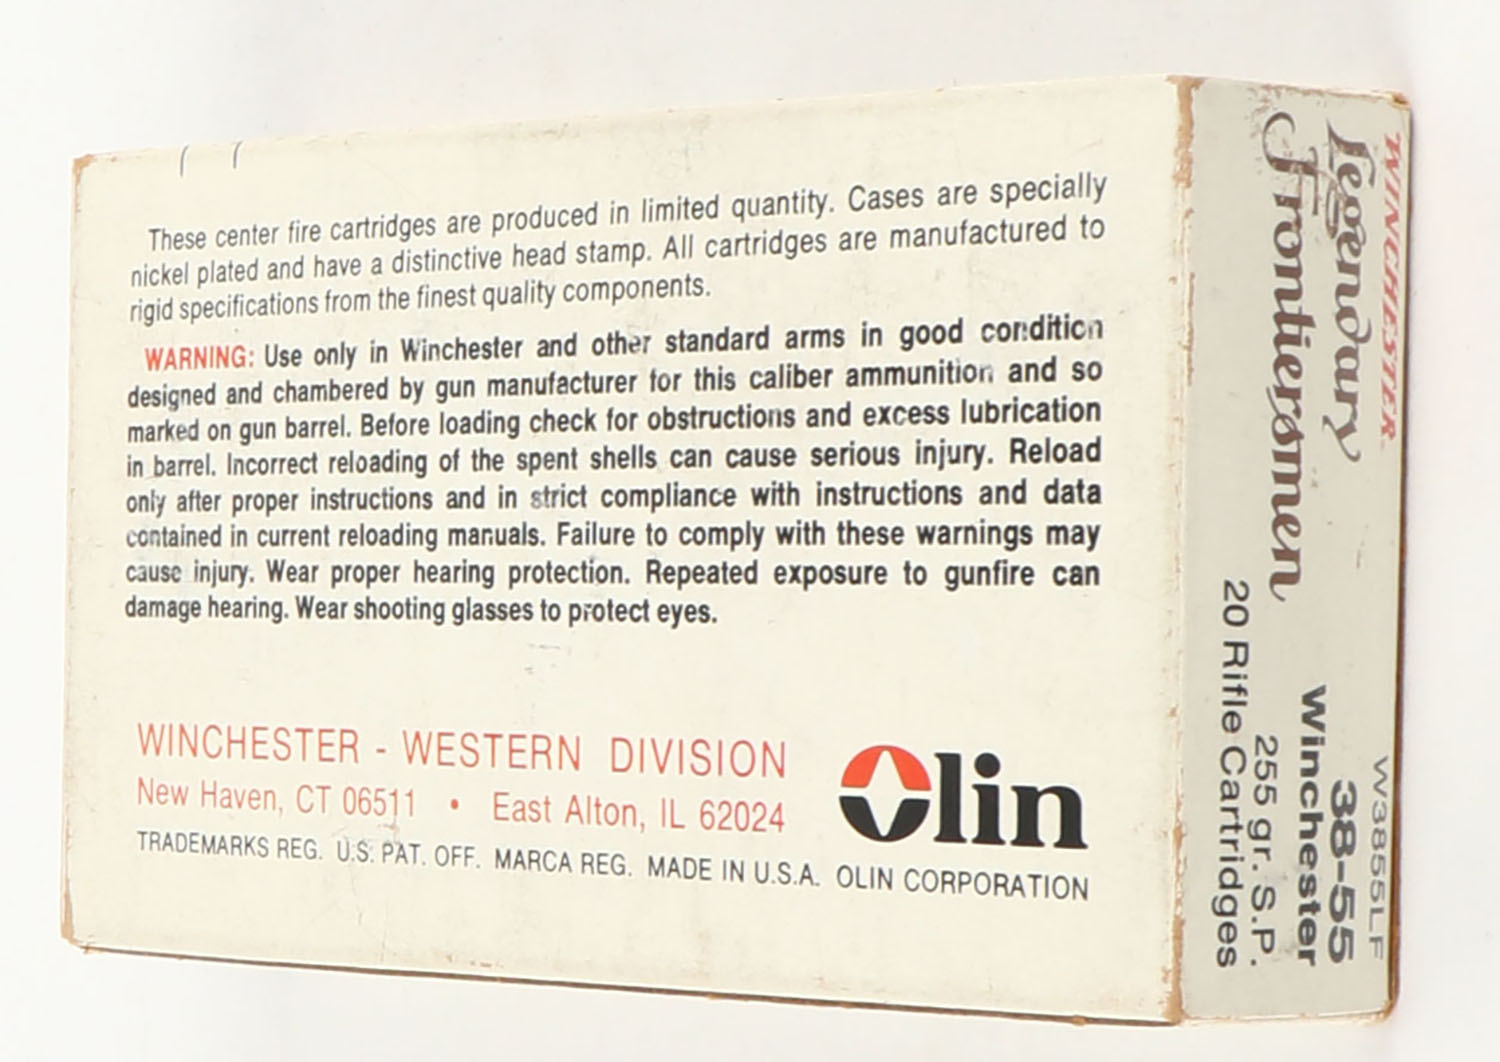 These center fire cartridges are produced in limited quantity. Cases are specially
nickel plated and have a distinctive head stamp. All cartridges are manufactured to
rigid specifications from the finest quality components.
WARNING: Use only in Winchester and other standard arms in good condition
designed and chambered by gun manufacturer for this caliber ammunition and so
marked on gun barrel. Before loading check for obstructions and excess lubrication
in barrel. Incorrect reloading of the spent shells can cause serious injury. Reload
only after proper instructions and in strict compliance with instructions and data
contained in current reloading manuals. Failure to comply with these warnings may
cause injury. Wear proper hearing protection. Repeated exposure to gunfire can
damage hearing. Wear shooting glasses to protect eyes.
WINCHESTER - WESTERN DIVISION
New Haven, CT 06511 • East Alton, IL 62024
Olin
TRADEMARKS REG. U.S. PAT. OFF. MARCA REG. MADE IN U.S.A. OLIN CORPORATION
WINCHESTER
Legendary
Frontiersmen
W3855LF
38-55
Winchester
255 gr. S.P.
20 Rifle Cartridges